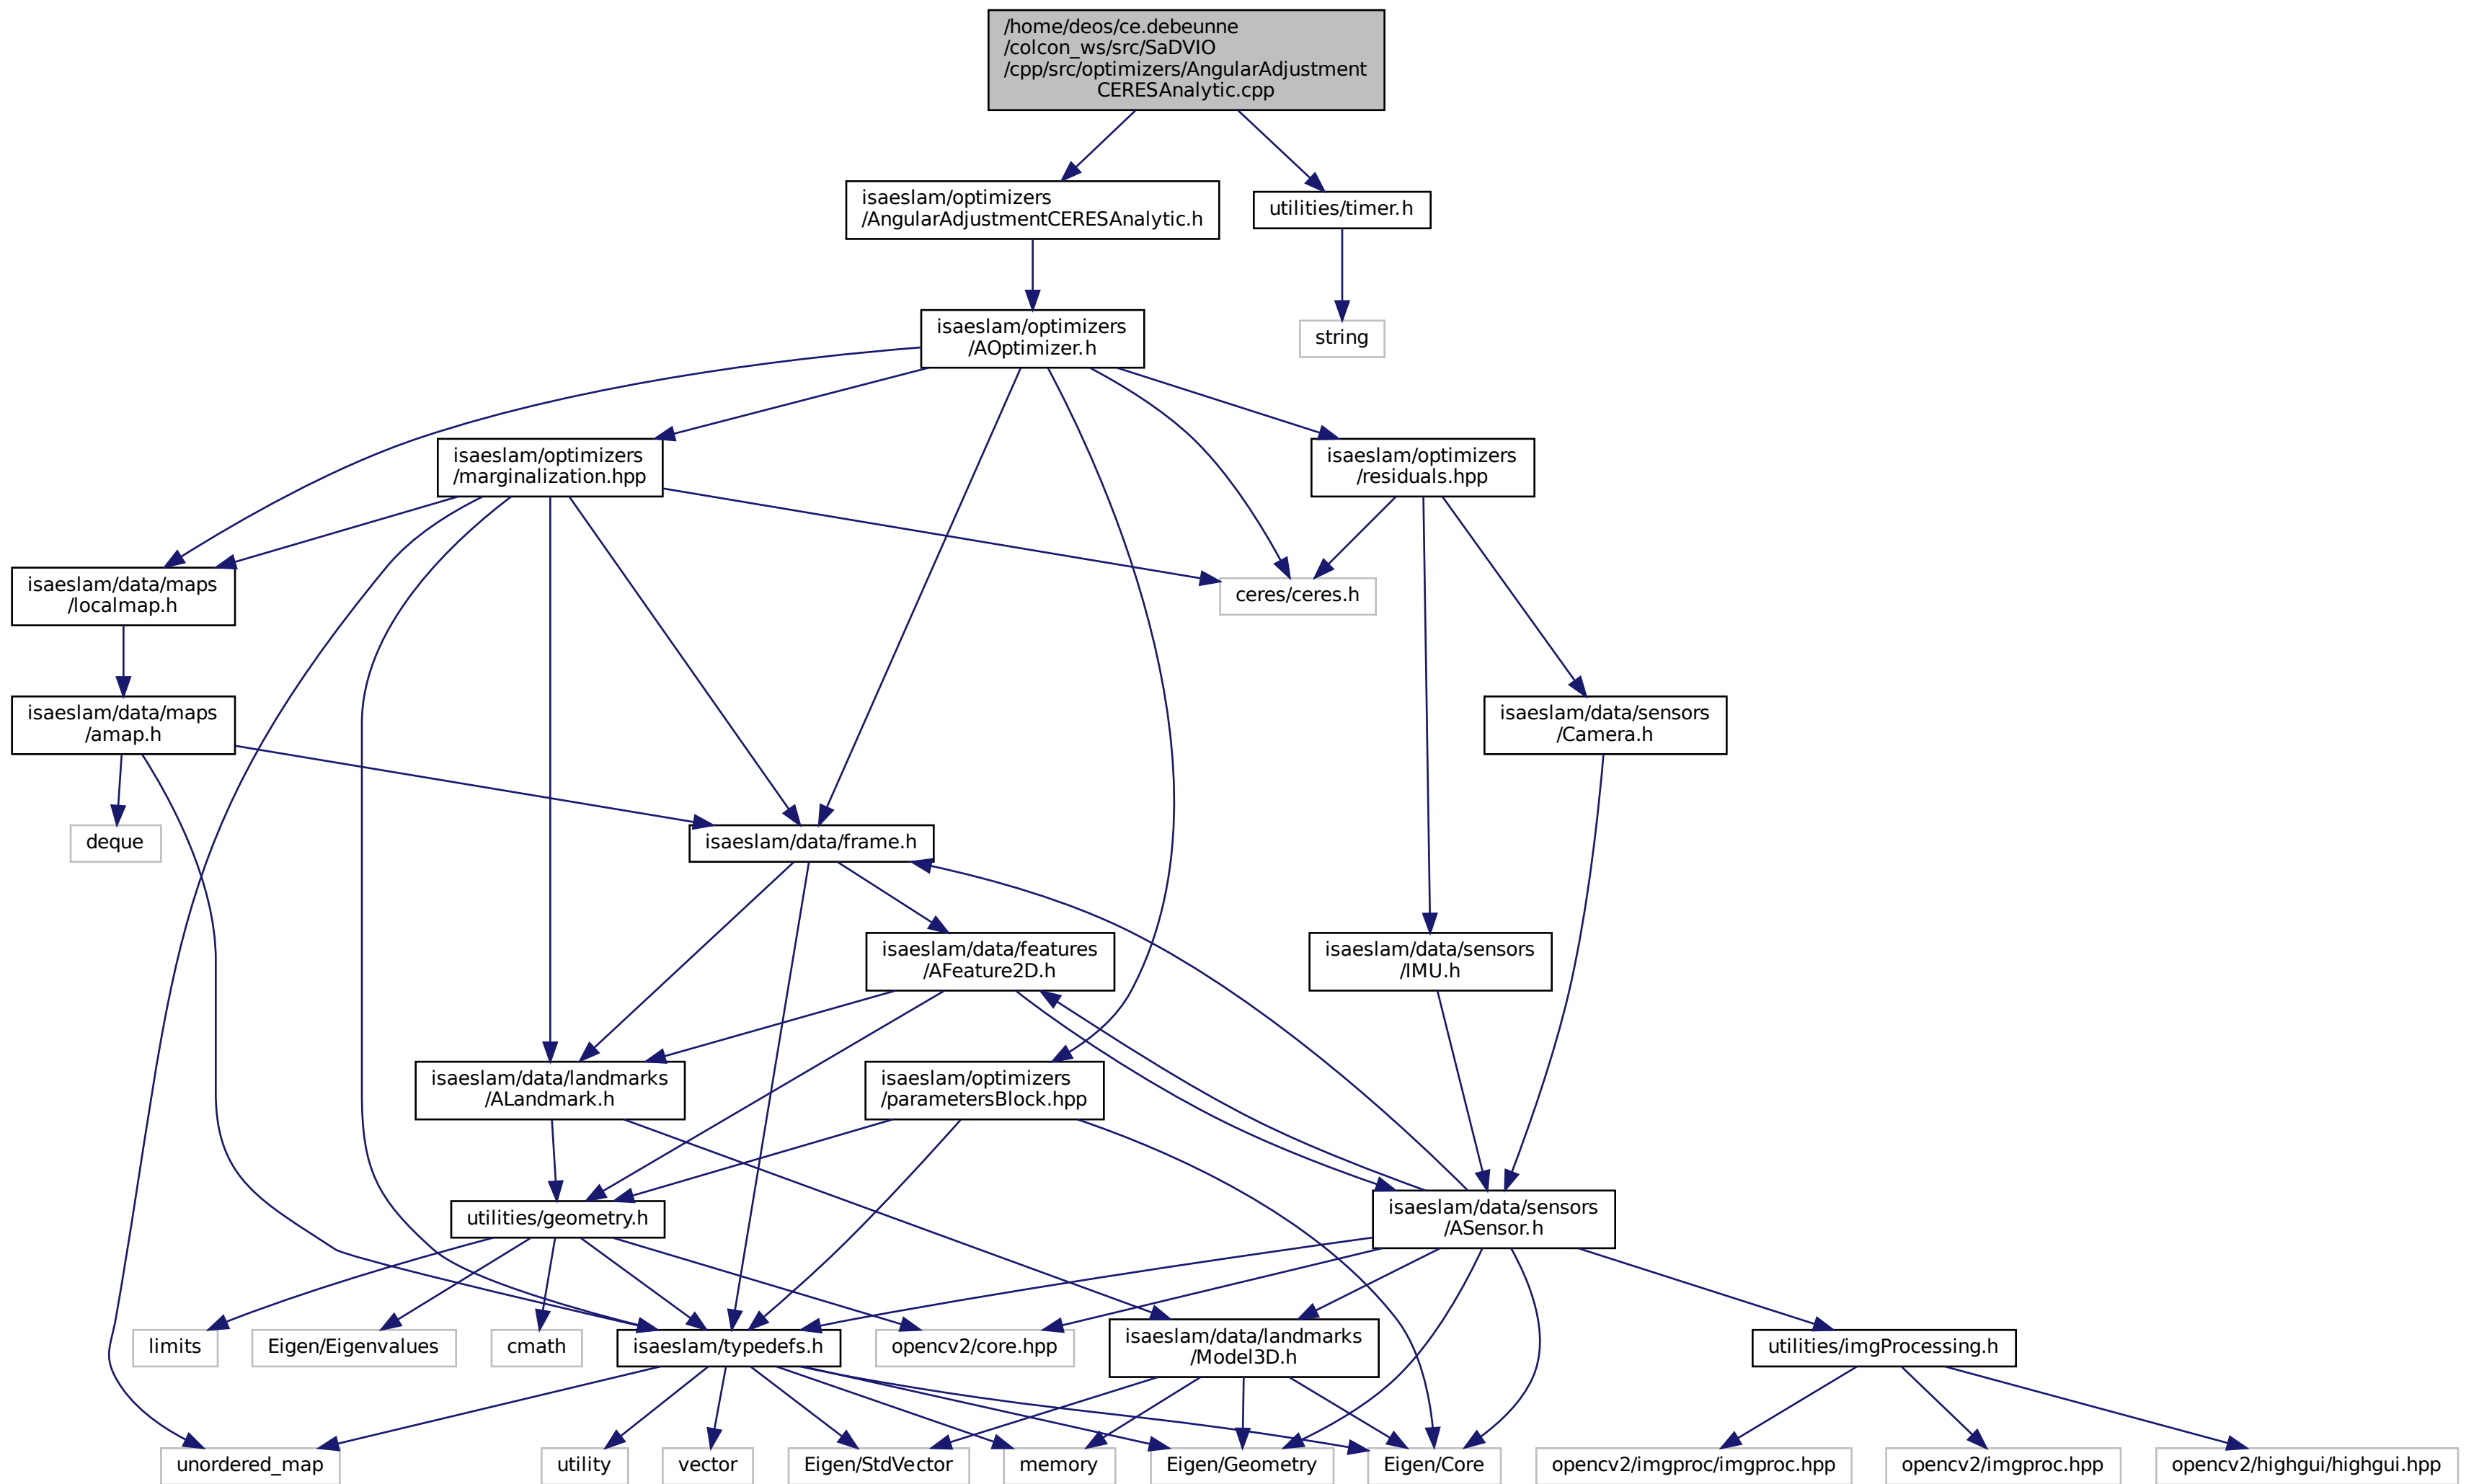 /home/deos/ce.debeunne
/colcon_ws/src/SaDVIO
/cpp/src/optimizers/AngularAdjustment
CERESAnalytic.cpp
isaeslam/optimizers
/AngularAdjustmentCERESAnalytic.h
utilities/timer.h
isaeslam/optimizers
/AOptimizer.h
string
isaeslam/optimizers
/marginalization.hpp
isaeslam/optimizers
/residuals.hpp
isaeslam/data/maps
/localmap.h
ceres/ceres.h
isaeslam/data/maps
/amap.h
isaeslam/data/sensors
/Camera.h
deque
isaeslam/data/frame.h
isaeslam/data/features
/AFeature2D.h
isaeslam/data/sensors
/IMU.h
isaeslam/data/landmarks
/ALandmark.h
isaeslam/optimizers
/parametersBlock.hpp
utilities/geometry.h
isaeslam/data/sensors
/ASensor.h
limits
Eigen/Eigenvalues
cmath
isaeslam/typedefs.h
opencv2/core.hpp
isaeslam/data/landmarks
/Model3D.h
utilities/imgProcessing.h
unordered_map
utility
vector
Eigen/StdVector
memory
Eigen/Geometry
Eigen/Core
opencv2/imgproc/imgproc.hpp
opencv2/imgproc.hpp
opencv2/highgui/highgui.hpp